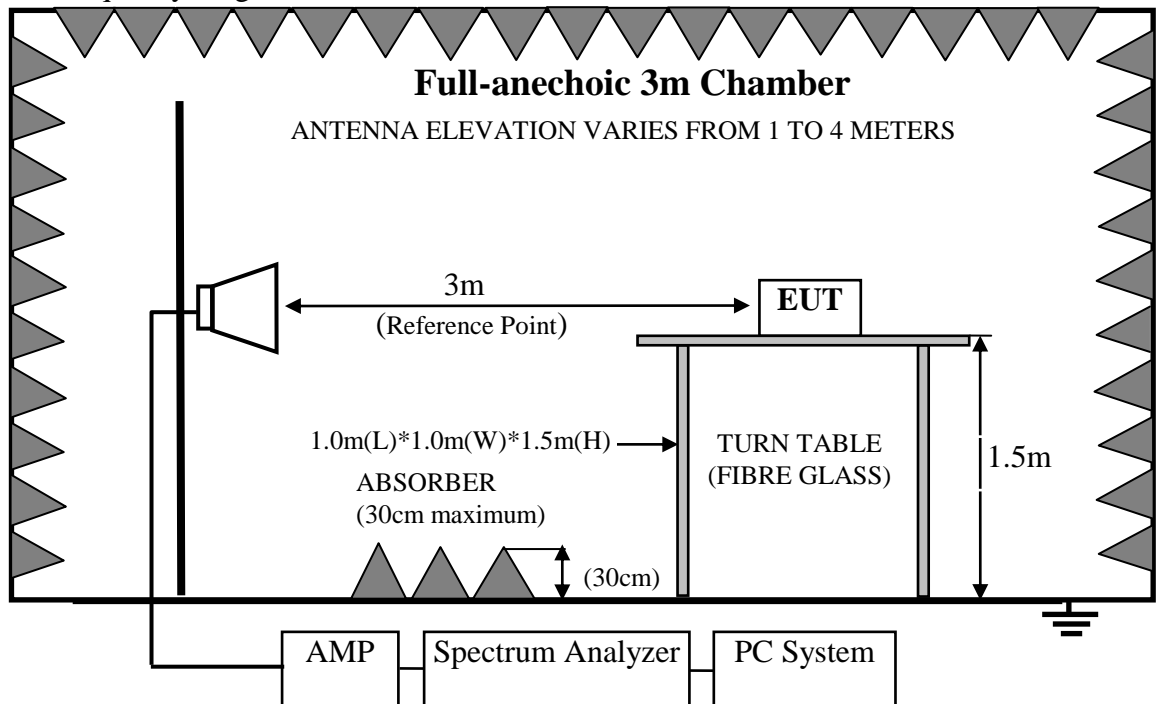 Full-anechoic 3m Chamber
ANTENNA ELEVATION VARIES FROM 1 TO 4 METERS
3m
(Reference Point)
EUT
1.0m(L)*1.0m(W)*1.5m(H)
TURN TABLE
(FIBRE GLASS)
1.5m
ABSORBER
(30cm maximum)
(30cm)
AMP
Spectrum Analyzer
PC System